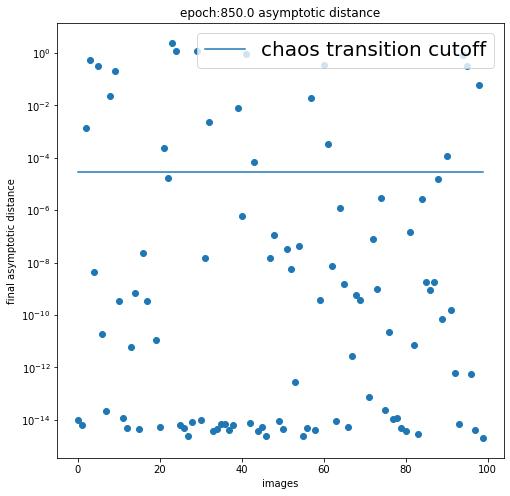 epoch:850.0 asymptotic distance
chaos transition cutoff
final asymptotic distance
10^0
10^-2
10^-4
10^-6
10^-8
10^-10
10^-12
10^-14
0 20 40 60 80 100
images